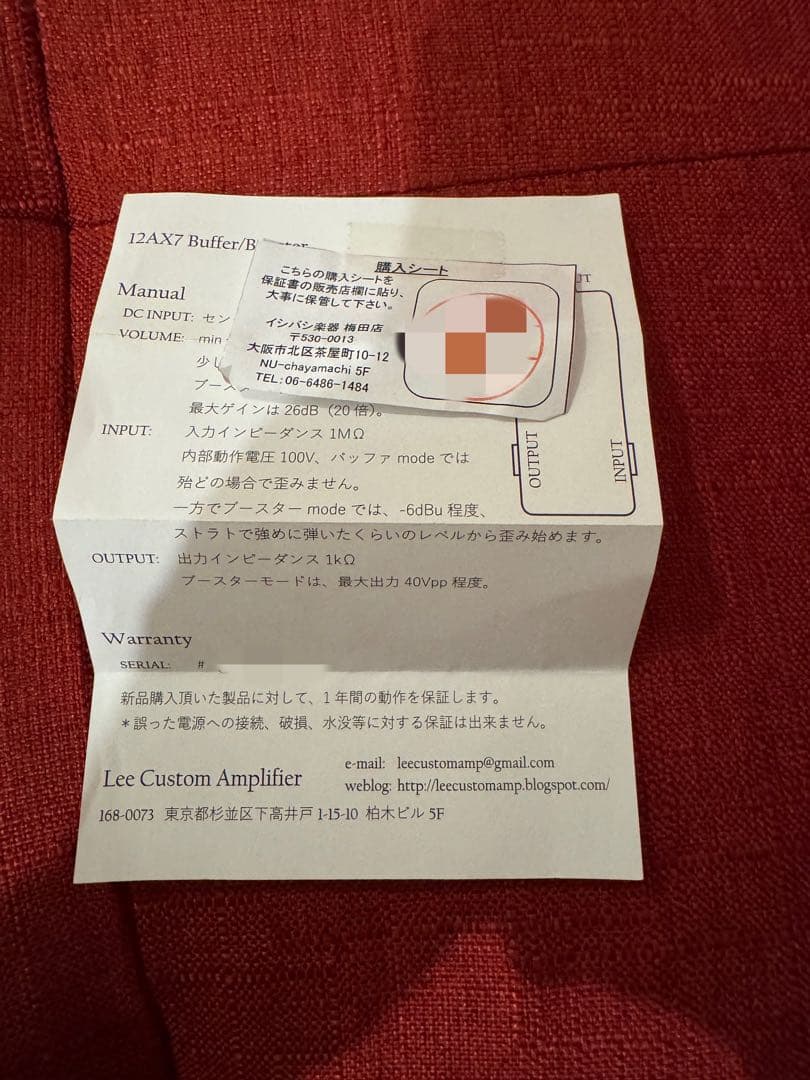 12AX7 Buffer/B
購入シート
こちらの購入シートを
保証書の販売店欄に貼り、
大事に保管して下さい。
イシバシ楽器 梅田店
〒530-0013
大阪市北区茶屋町10-12
NU-chayamachi 5F
TEL:06-6486-1484
Manual
DC INPUT: セン
VOLUME: min
少し
ブース
最大ゲインは 26dB(20 倍)。
INPUT: 入力インピーダンス 1MΩ
内部動作電圧 100V、バッファ mode では
殆どの場合で歪みません。
一方でブースター mode では、-6dBu 程度、
ストラトで強めに弾いたくらいのレベルから歪み始めます。
OUTPUT: 出力インピーダンス 1kΩ
ブースターモードは、最大出力 40Vpp 程度。
UT
OUTPUT
INPUT
Warranty
SERIAL: #
新品購入頂いた製品に対して、1 年間の動作を保証します。
*誤った電源への接続、破損、水没等に対する保証は出来ません。
Lee Custom Amplifier
e-mail: leecustomamp@gmail.com
weblog: http://leecustomamp.blogspot.com/
168-0073 東京都杉並区下高井戸 1-15-10 柏木ビル 5F